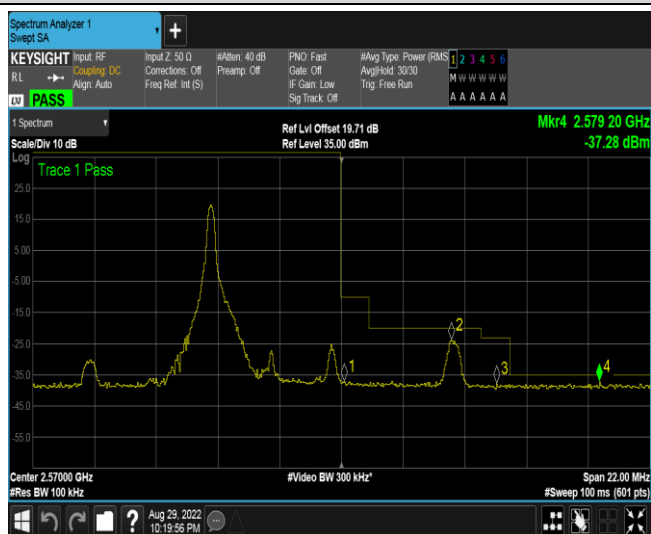 Spectrum Analyzer 1
Swept SA
+
KEYSIGHT
RL
LXI PASS
Input: RF
Coupling: DC
Align: Auto
Input Z: 50 Ω
Corrections: Off
Freq Ref: Int (S)
#Atten: 40 dB
Preamp: Off
PNO: Fast
Gate: Off
IF Gain: Low
Sig Track: Off
#Avg Type: Power (RMS
Avg|Hold: 30/30
Trig: Free Run
1 2 3 4 5 6
M W W W W W
A A A A A A
1 Spectrum
Scale/Div 10 dB
Ref Lvl Offset 19.71 dB
Ref Level 35.00 dBm
Mkr4 2.579 20 GHz
-37.28 dBm
Log
Trace 1 Pass
25.0
15.0
5.00
-5.00
-15.0
-25.0
-35.0
-45.0
-55.0
1
2
3
4
Center 2.57000 GHz
#Res BW 100 kHz
#Video BW 300 kHz*
Span 22.00 MHz
#Sweep 100 ms (601 pts)
?
Aug 29, 2022
10:19:56 PM